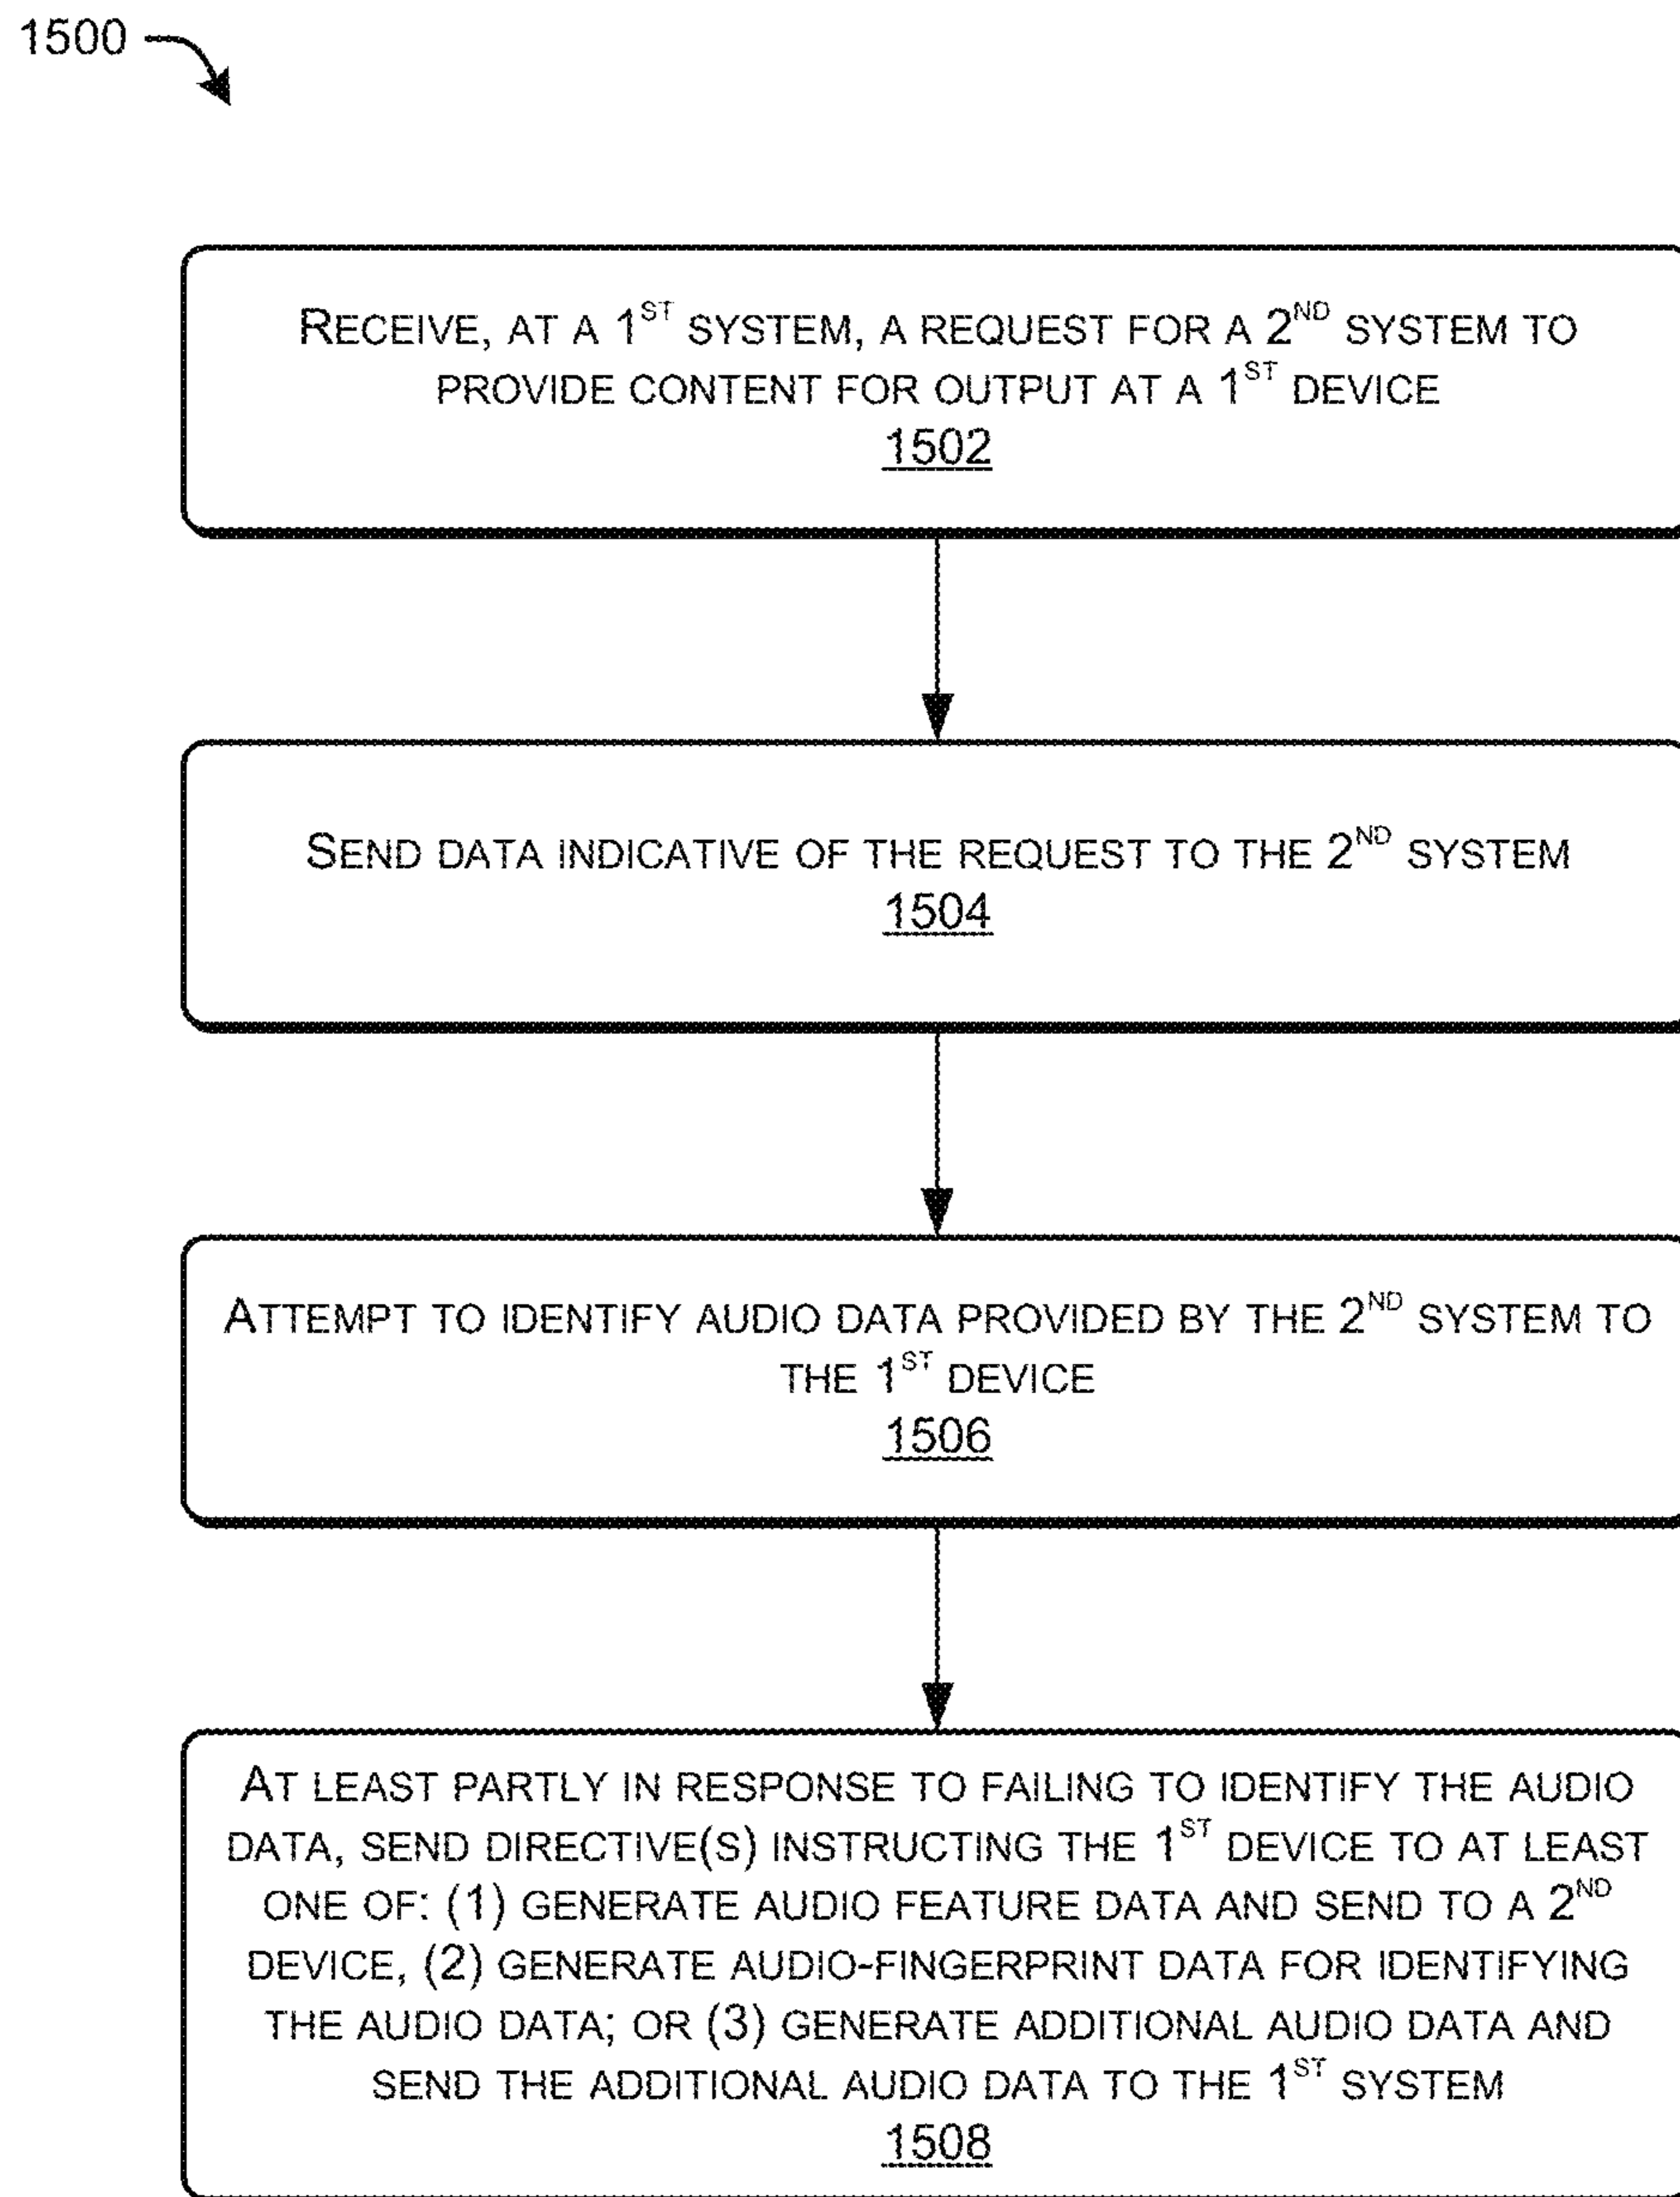 1500
RECEIVE, AT A 1ST SYSTEM, A REQUEST FOR A 2ND SYSTEM TO
PROVIDE CONTENT FOR OUTPUT AT A 1ST DEVICE
1502
SEND DATA INDICATIVE OF THE REQUEST TO THE 2ND SYSTEM
1504
ATTEMPT TO IDENTIFY AUDIO DATA PROVIDED BY THE 2ND SYSTEM TO
THE 1ST DEVICE
1506
AT LEAST PARTLY IN RESPONSE TO FAILING TO IDENTIFY THE AUDIO
DATA, SEND DIRECTIVE(S) INSTRUCTING THE 1ST DEVICE TO AT LEAST
ONE OF: (1) GENERATE AUDIO FEATURE DATA AND SEND TO A 2ND
DEVICE, (2) GENERATE AUDIO-FINGERPRINT DATA FOR IDENTIFYING
THE AUDIO DATA; OR (3) GENERATE ADDITIONAL AUDIO DATA AND
SEND THE ADDITIONAL AUDIO DATA TO THE 1ST SYSTEM
1508